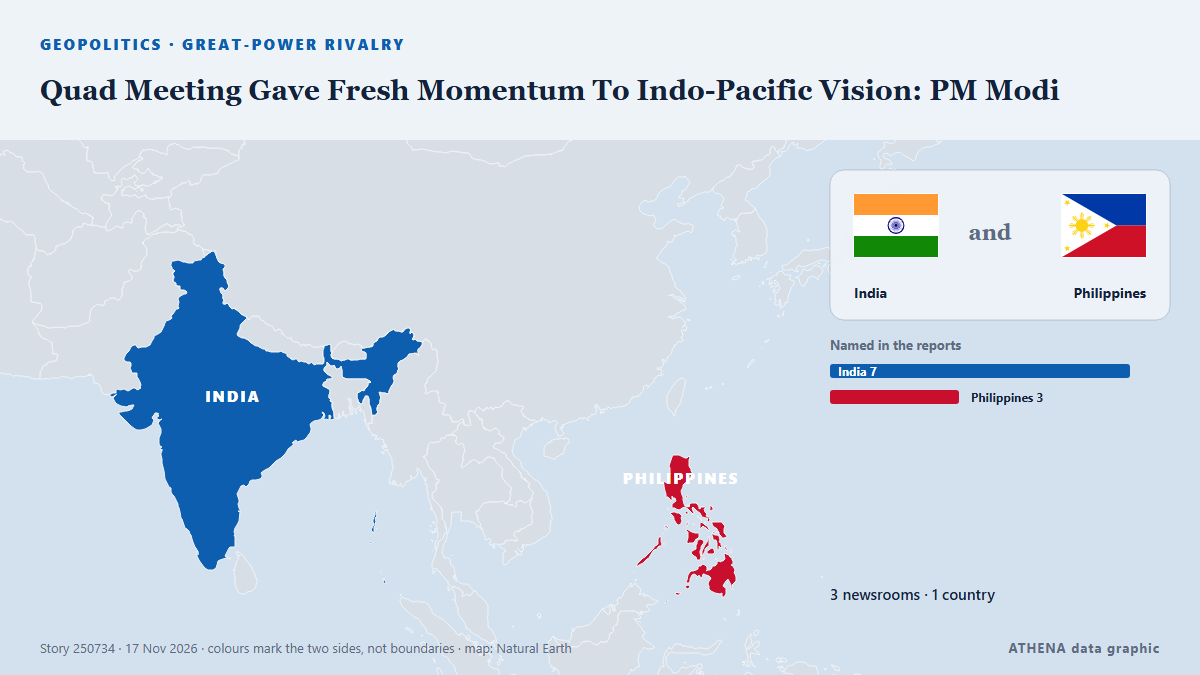 GEOPOLITICS · GREAT-POWER RIVALRY
Quad Meeting Gave Fresh Momentum To Indo-Pacific Vision: PM Modi
and
India
Philippines
Named in the reports
India 7
Philippines 3
INDIA
PHILIPPINES
3 newsrooms · 1 country
Story 250734 · 17 Nov 2026 · colours mark the two sides, not boundaries · map: Natural Earth
ATHENA data graphic